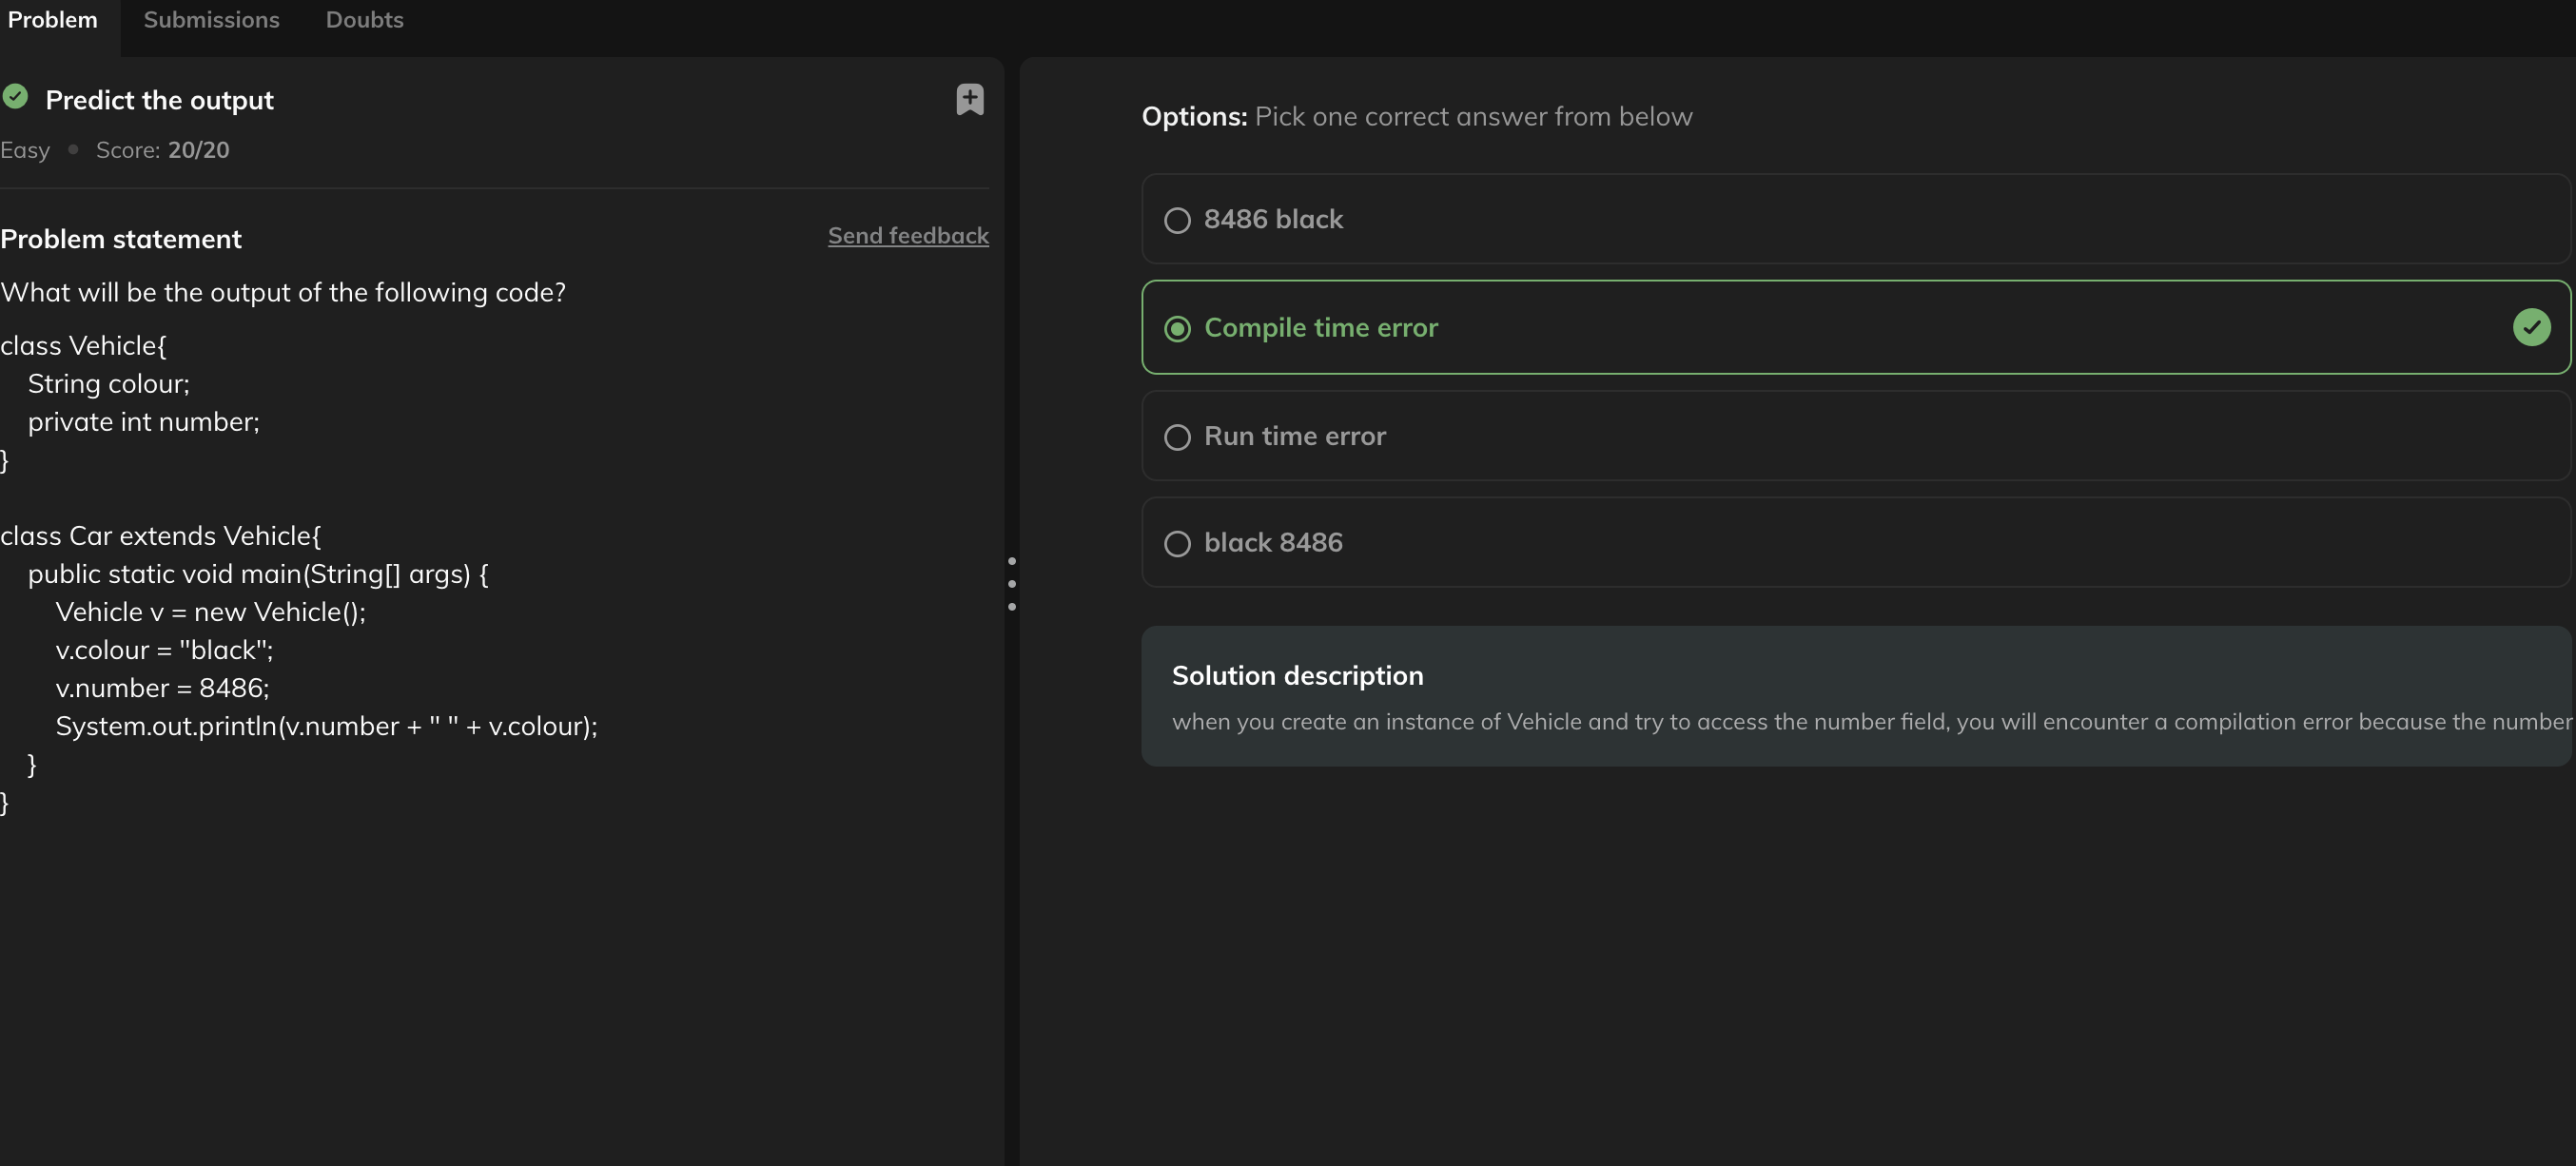 Problem Submissions Doubts
Predict the output
Easy • Score: 20/20
Problem statement
Send feedback
What will be the output of the following code?
class Vehicle{
    String colour;
    private int number;
}
class Car extends Vehicle{
    public static void main(String[] args) {
        Vehicle v = new Vehicle();
        v.colour = "black";
        v.number = 8486;
        System.out.println(v.number + " " + v.colour);
    }
}
Options: Pick one correct answer from below
8486 black
Compile time error
Run time error
black 8486
Solution description
when you create an instance of Vehicle and try to access the number field, you will encounter a compilation error because the number